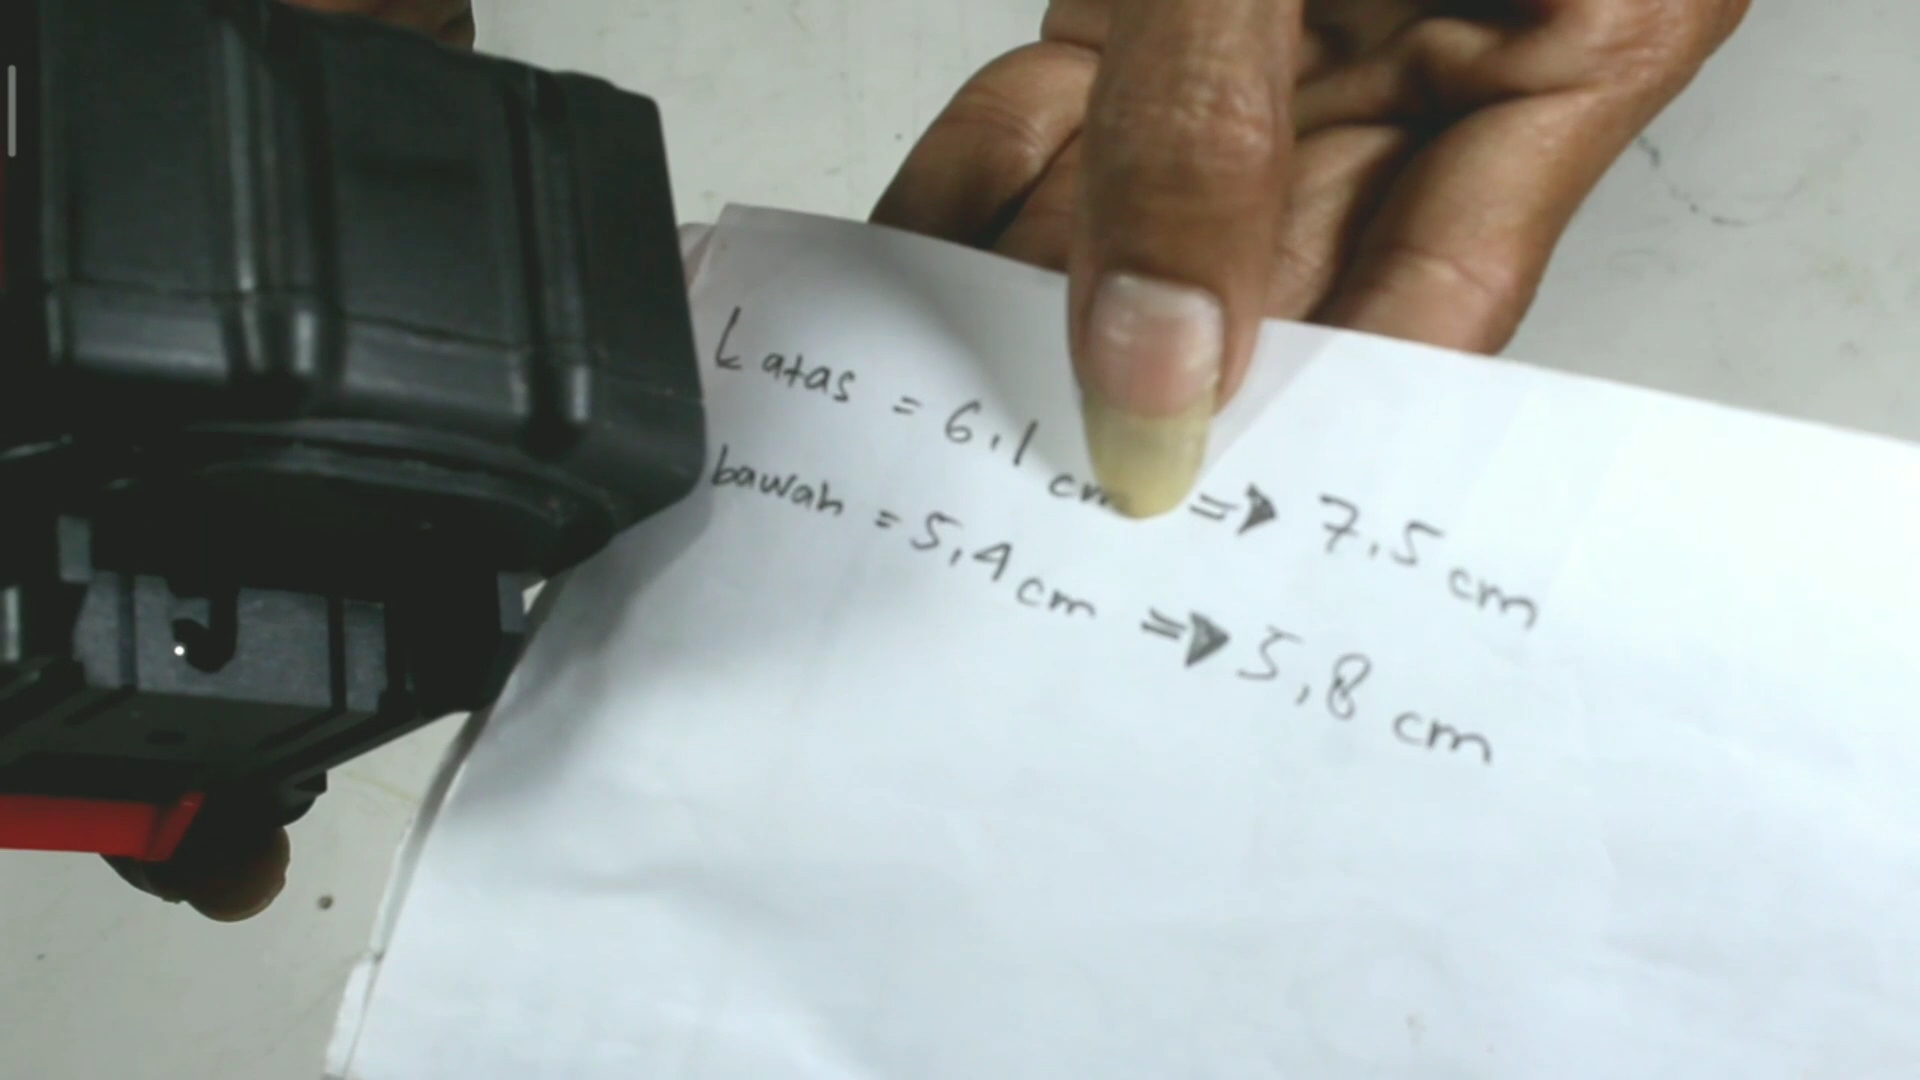 L atas = 6,1 cm => 7,5 cm
bawah = 5,4 cm => 5,8 cm